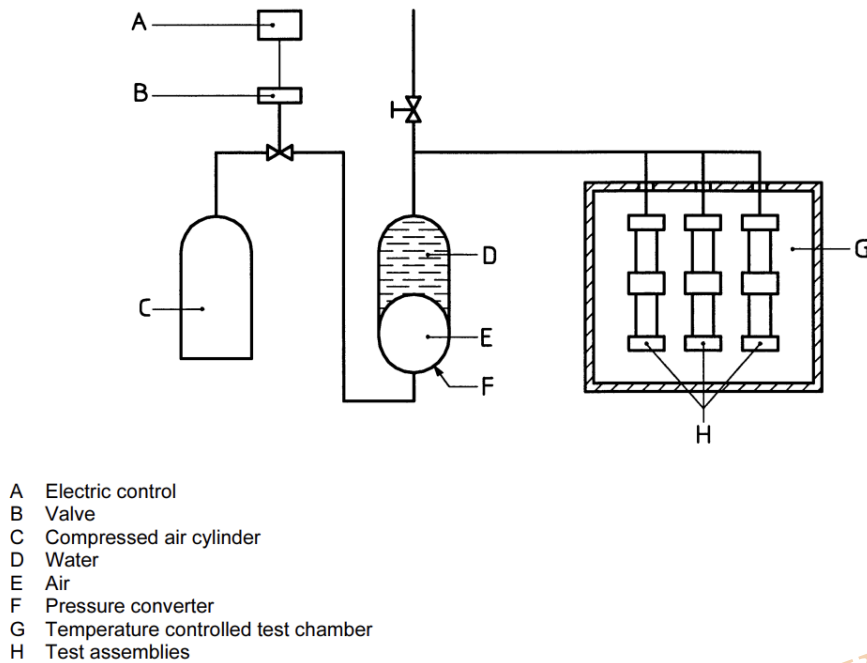 A
B
C
D
E
F
G
H
A Electric control
B Valve
C Compressed air cylinder
D Water
E Air
F Pressure converter
G Temperature controlled test chamber
H Test assemblies